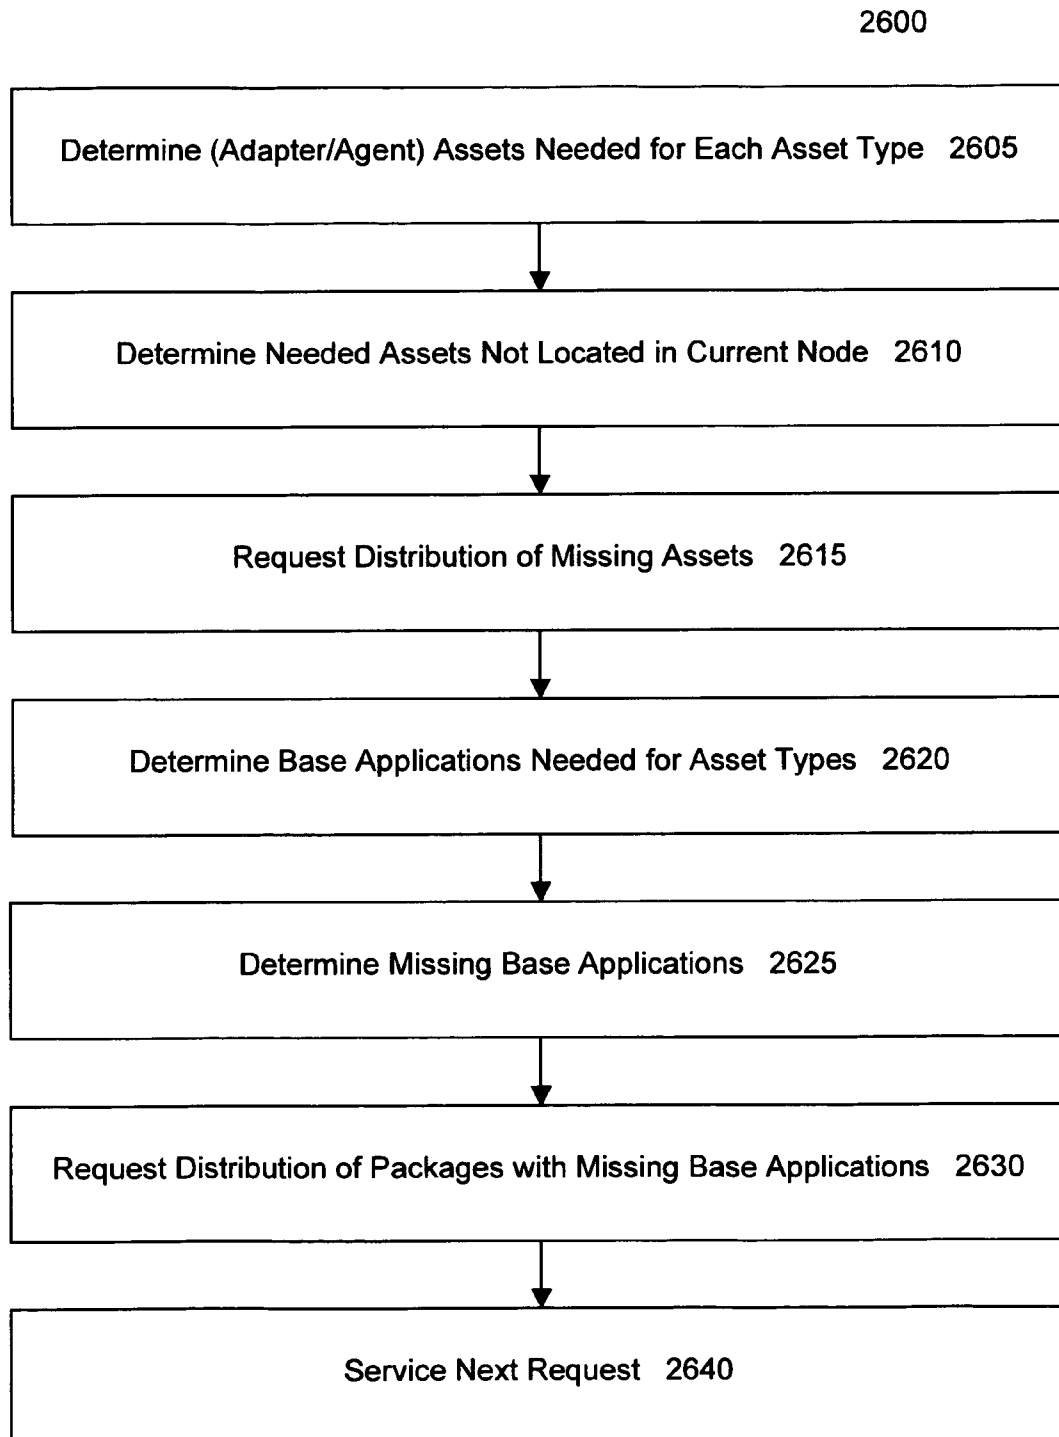 2600
Determine (Adapter/Agent) Assets Needed for Each Asset Type 2605
Determine Needed Assets Not Located in Current Node 2610
Request Distribution of Missing Assets 2615
Determine Base Applications Needed for Asset Types 2620
Determine Missing Base Applications 2625
Request Distribution of Packages with Missing Base Applications 2630
Service Next Request 2640